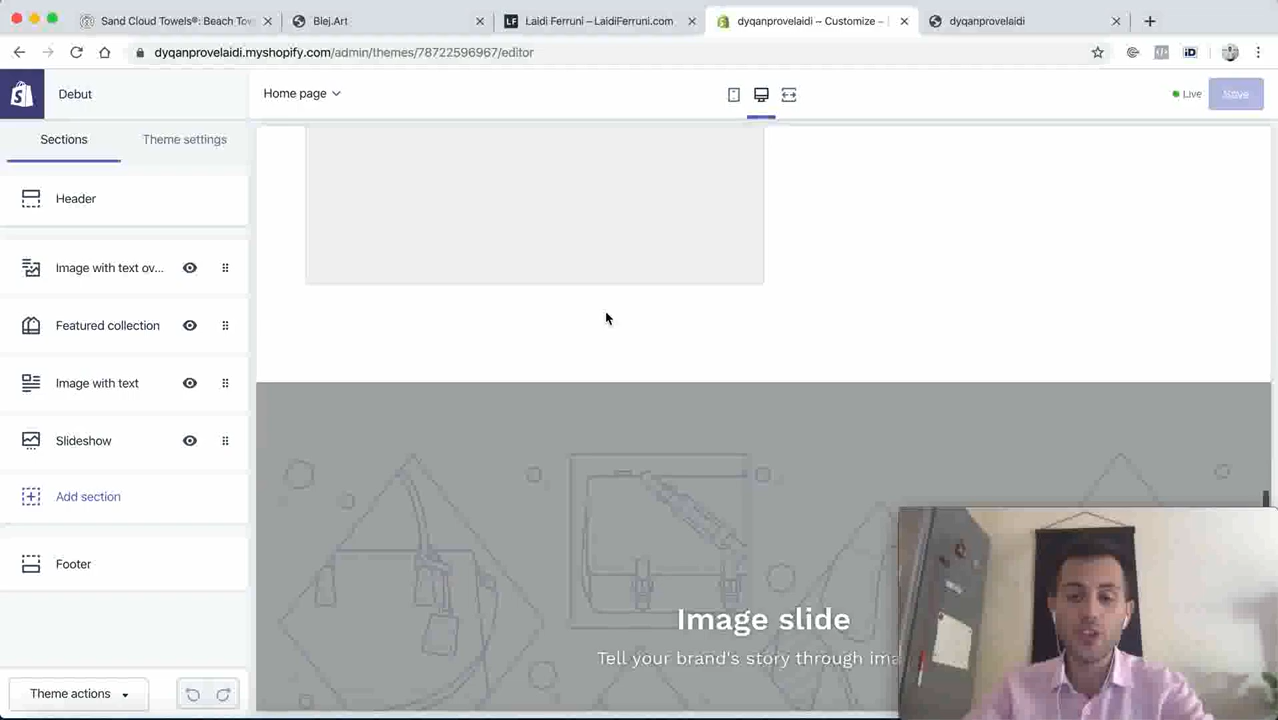 Sand Cloud Towels®: Beach Tow
Blej.Art
LF Laidi Ferruni – LaidiFerruni.com
dyqanprovelaidi -- Customize –
dyqanprovelaidi
dyqanprovelaidi.myshopify.com/admin/themes/78722596967/editor
iD
Debut
Home page
Live
Save
Sections
Theme settings
Header
Image with text ov...
Featured collection
Image with text
Slideshow
Add section
Footer
Image slide
Tell your brand's story through ima
Theme actions